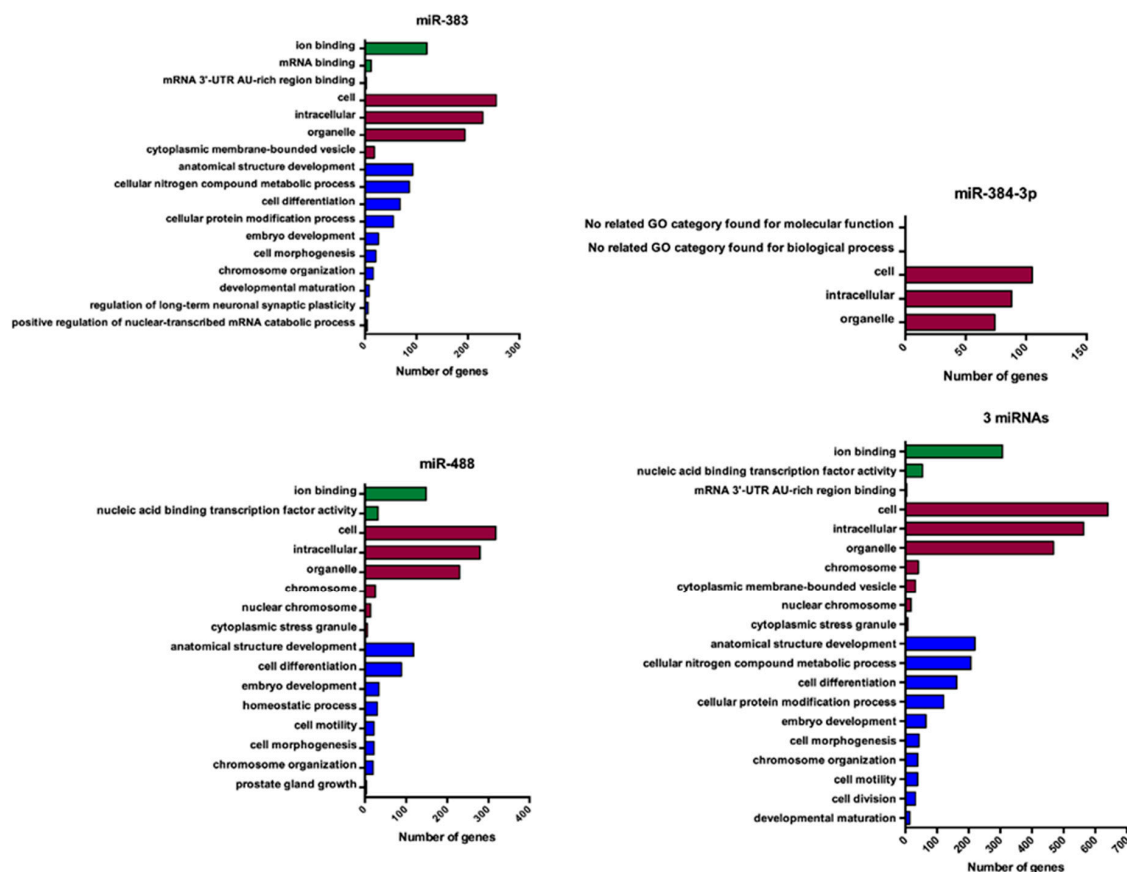 miR-383
ion binding
mRNA binding
mRNA 3'-UTR AU-rich region binding
cell
intracellular
organelle
cytoplasmic membrane-bounded vesicle
anatomical structure development
cellular nitrogen compound metabolic process
cell differentiation
cellular protein modification process
embryo development
cell morphogenesis
chromosome organization
developmental maturation
regulation of long-term neuronal synaptic plasticity
positive regulation of nuclear-transcribed mRNA catabolic process
0 100 200 300
Number of genes
miR-384-3p
No related GO category found for molecular function
No related GO category found for biological process
cell
intracellular
organelle
0 50 100 150
Number of genes
miR-488
ion binding
nucleic acid binding transcription factor activity
cell
intracellular
organelle
chromosome
nuclear chromosome
cytoplasmic stress granule
anatomical structure development
cell differentiation
embryo development
homeostatic process
cell motility
cell morphogenesis
chromosome organization
prostate gland growth
0 100 200 300 400
Number of genes
3 miRNAs
ion binding
nucleic acid binding transcription factor activity
mRNA 3'-UTR AU-rich region binding
cell
intracellular
organelle
chromosome
cytoplasmic membrane-bounded vesicle
nuclear chromosome
cytoplasmic stress granule
anatomical structure development
cellular nitrogen compound metabolic process
cell differentiation
cellular protein modification process
embryo development
cell morphogenesis
chromosome organization
cell motility
cell division
developmental maturation
0 100 200 300 400 500 600 700
Number of genes